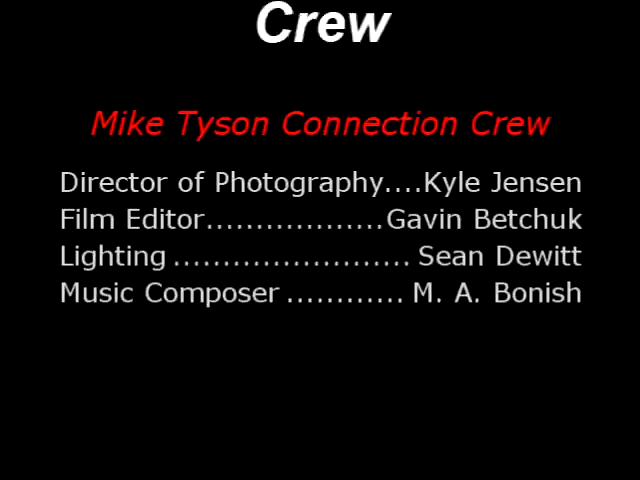 Crew
Mike Tyson Connection Crew
Director of Photography....Kyle Jensen
Film Editor..................Gavin Betchuk
Lighting ........................ Sean Dewitt
Music Composer ............ M. A. Bonish